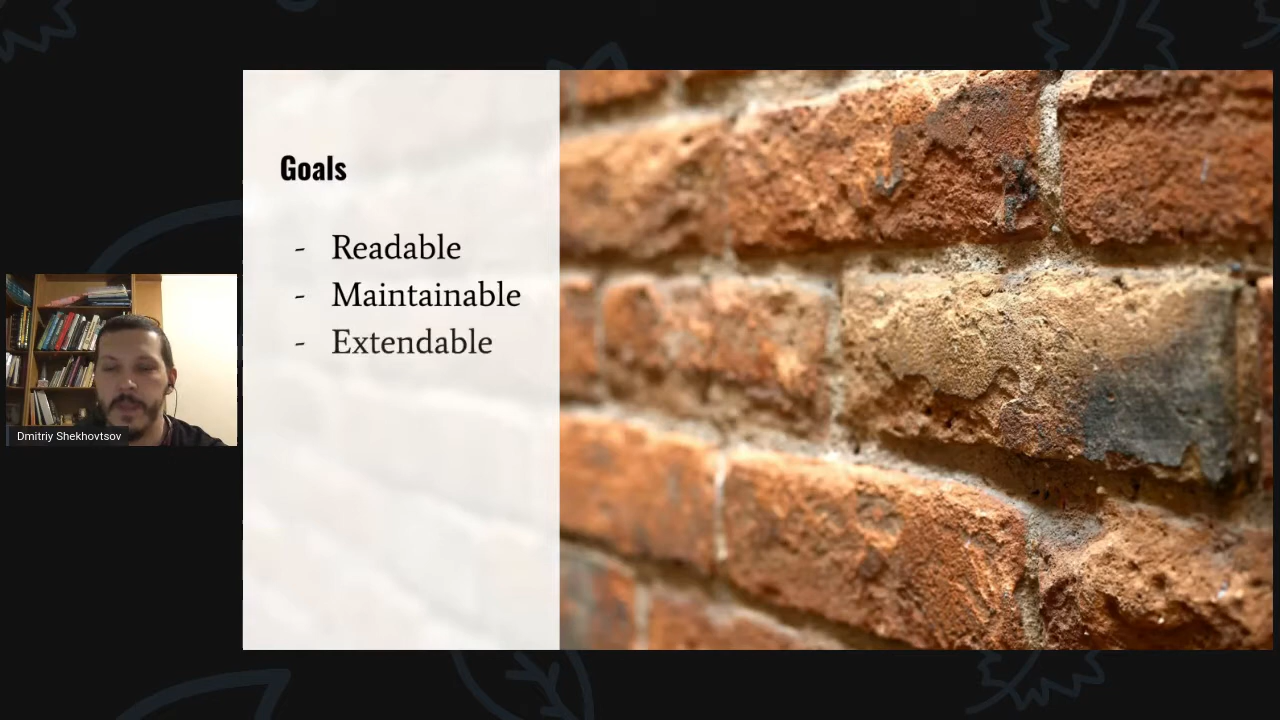 Goals
- Readable
- Maintainable
- Extendable
Dmitriy Shekhovtsov